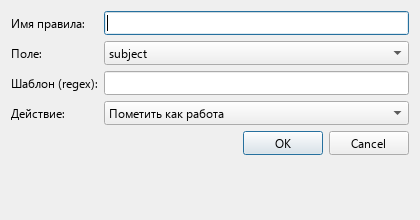 Имя правила:
Поле: subject
Шаблон (regex):
Действие: Пометить как работа
OK Cancel